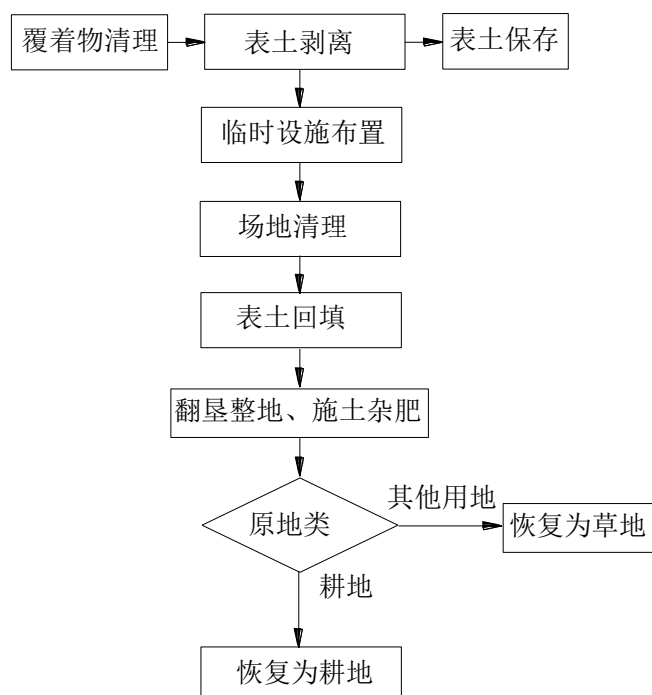 覆着物清理
表土剥离
表土保存
临时设施布置
场地清理
表土回填
翻垦整地、施土杂肥
原地类
其他用地
恢复为草地
耕地
恢复为耕地